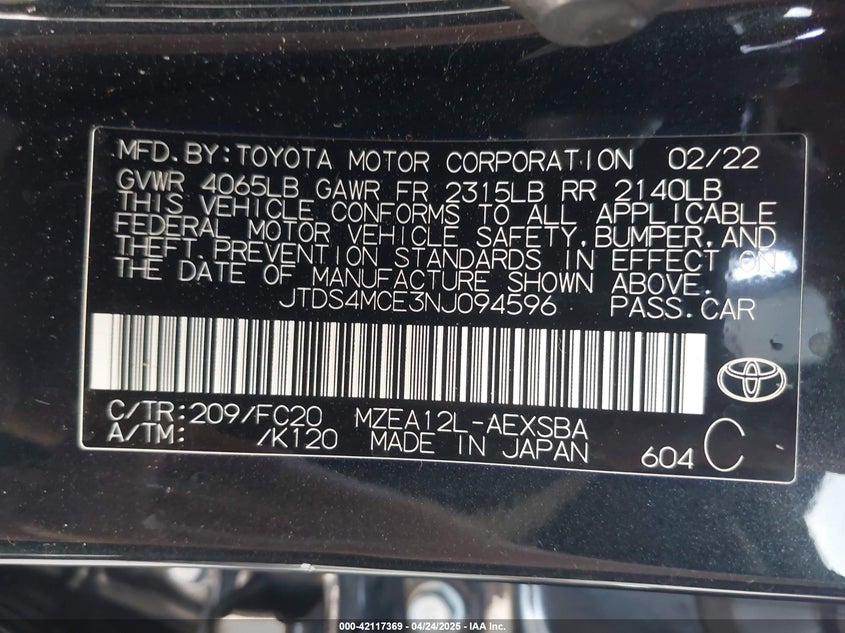 MFD.BY:TOYOTA MOTOR CORPORATION 02/22
GVWR 4065LB GAWR FR 2315LB RR 2140LB
THIS VEHICLE CONFORMS TO ALL APPLICABLE
FEDERAL MOTOR VEHICLE SAFETY,BUMPER,AND
THEFT PREVENTION STANDARDS IN EFFECT ON
THE DATE OF MANUFACTURE SHOWN ABOVE.
JTDS4MCE3NJ094596 PASS.CAR
C/TR:209/FC20 MZEA12L-AEXSBA
A/TM: /K120 MADE IN JAPAN 604 C
000-42117369 - 04/24/2025 - IAA Inc.